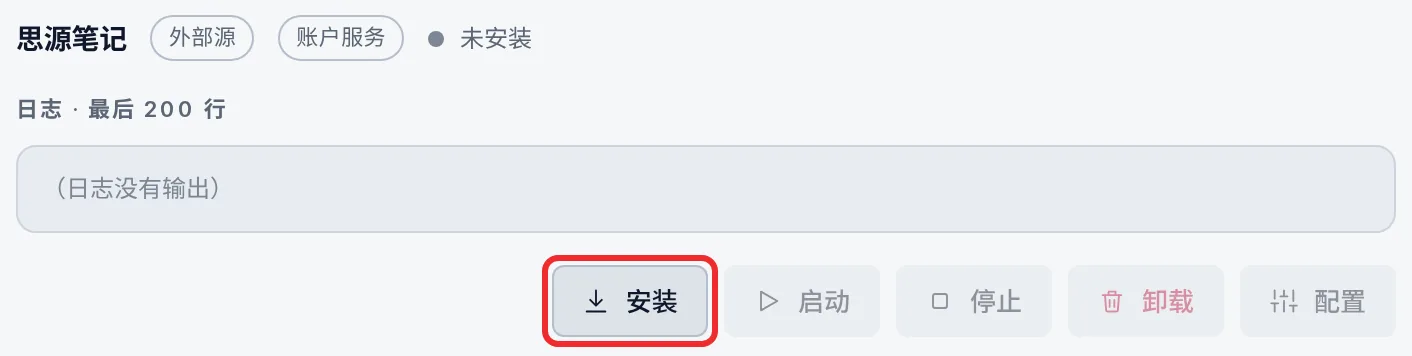 思源笔记 外部源 账户服务 未安装
日志 · 最后 200 行
（日志没有输出）
安装 启动 停止 卸载 配置